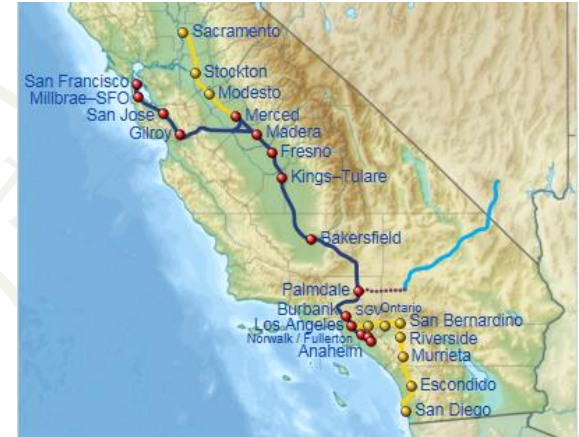 Sacramento
Stockton
Modesto
San Francisco
Millbrae–SFO
San Jose
Merced
Gilroy
Madera
Fresno
Kings–Tulare
Bakersfield
Palmdale
Burbank
SGV
Ontario
Los Angeles
San Bernardino
Norwalk / Fullerton
Riverside
Anaheim
Murrieta
Escondido
San Diego